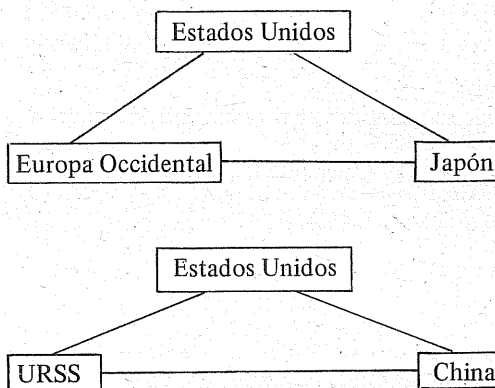 Estados Unidos
Europa Occidental
Japón
Estados Unidos
URSS
China